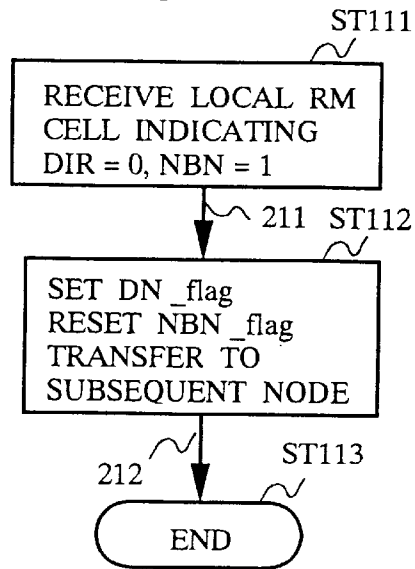 ST111
RECEIVE LOCAL RM
CELL INDICATING
DIR = 0, NBN = 1
211
ST112
SET DN_flag
RESET NBN_flag
TRANSFER TO
SUBSEQUENT NODE
212
ST113
END